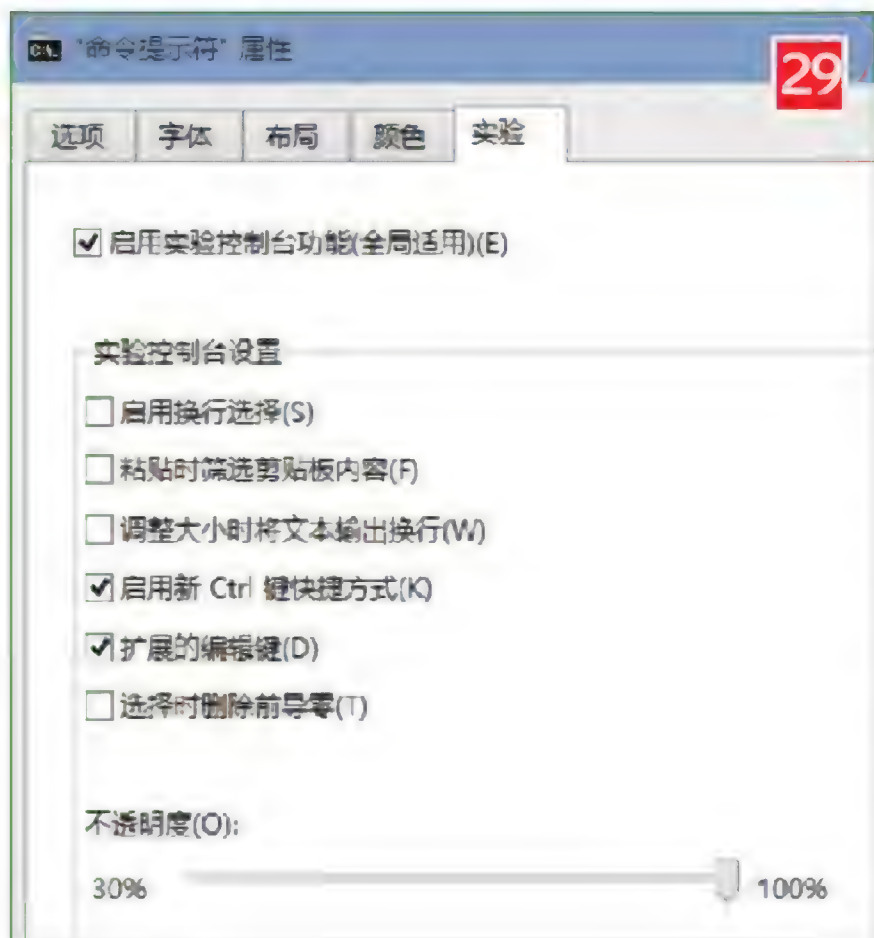 "命令提示符" 属性
29
选项 字体 布局 颜色 实验
启用实验控制台功能(全局适用)(E)
实验控制台设置
启用换行选择(S)
粘贴时筛选剪贴板内容(F)
调整大小时将文本输出换行(W)
启用新 Ctrl 键快捷方式(K)
扩展的编辑键(D)
选择时删除前导零(T)
不透明度(O):
30% 100%